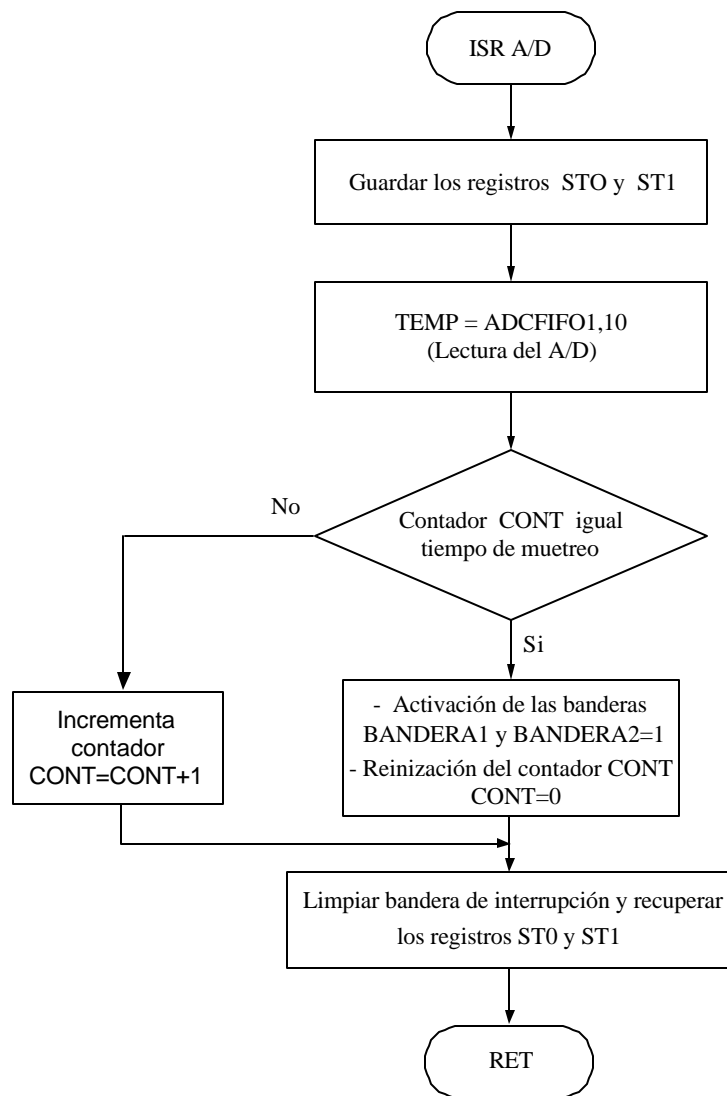 ISR A/D
Guardar los registros STO y ST1
TEMP = ADCFIFO1,10
(Lectura del A/D)
Contador CONT igual
tiempo de muetreo
No
Si
Incrementa
contador
CONT=CONT+1
- Activación de las banderas
BANDERA1 y BANDERA2=1
- Reinización del contador CONT
CONT=0
Limpiar bandera de interrupción y recuperar
los registros ST0 y ST1
RET